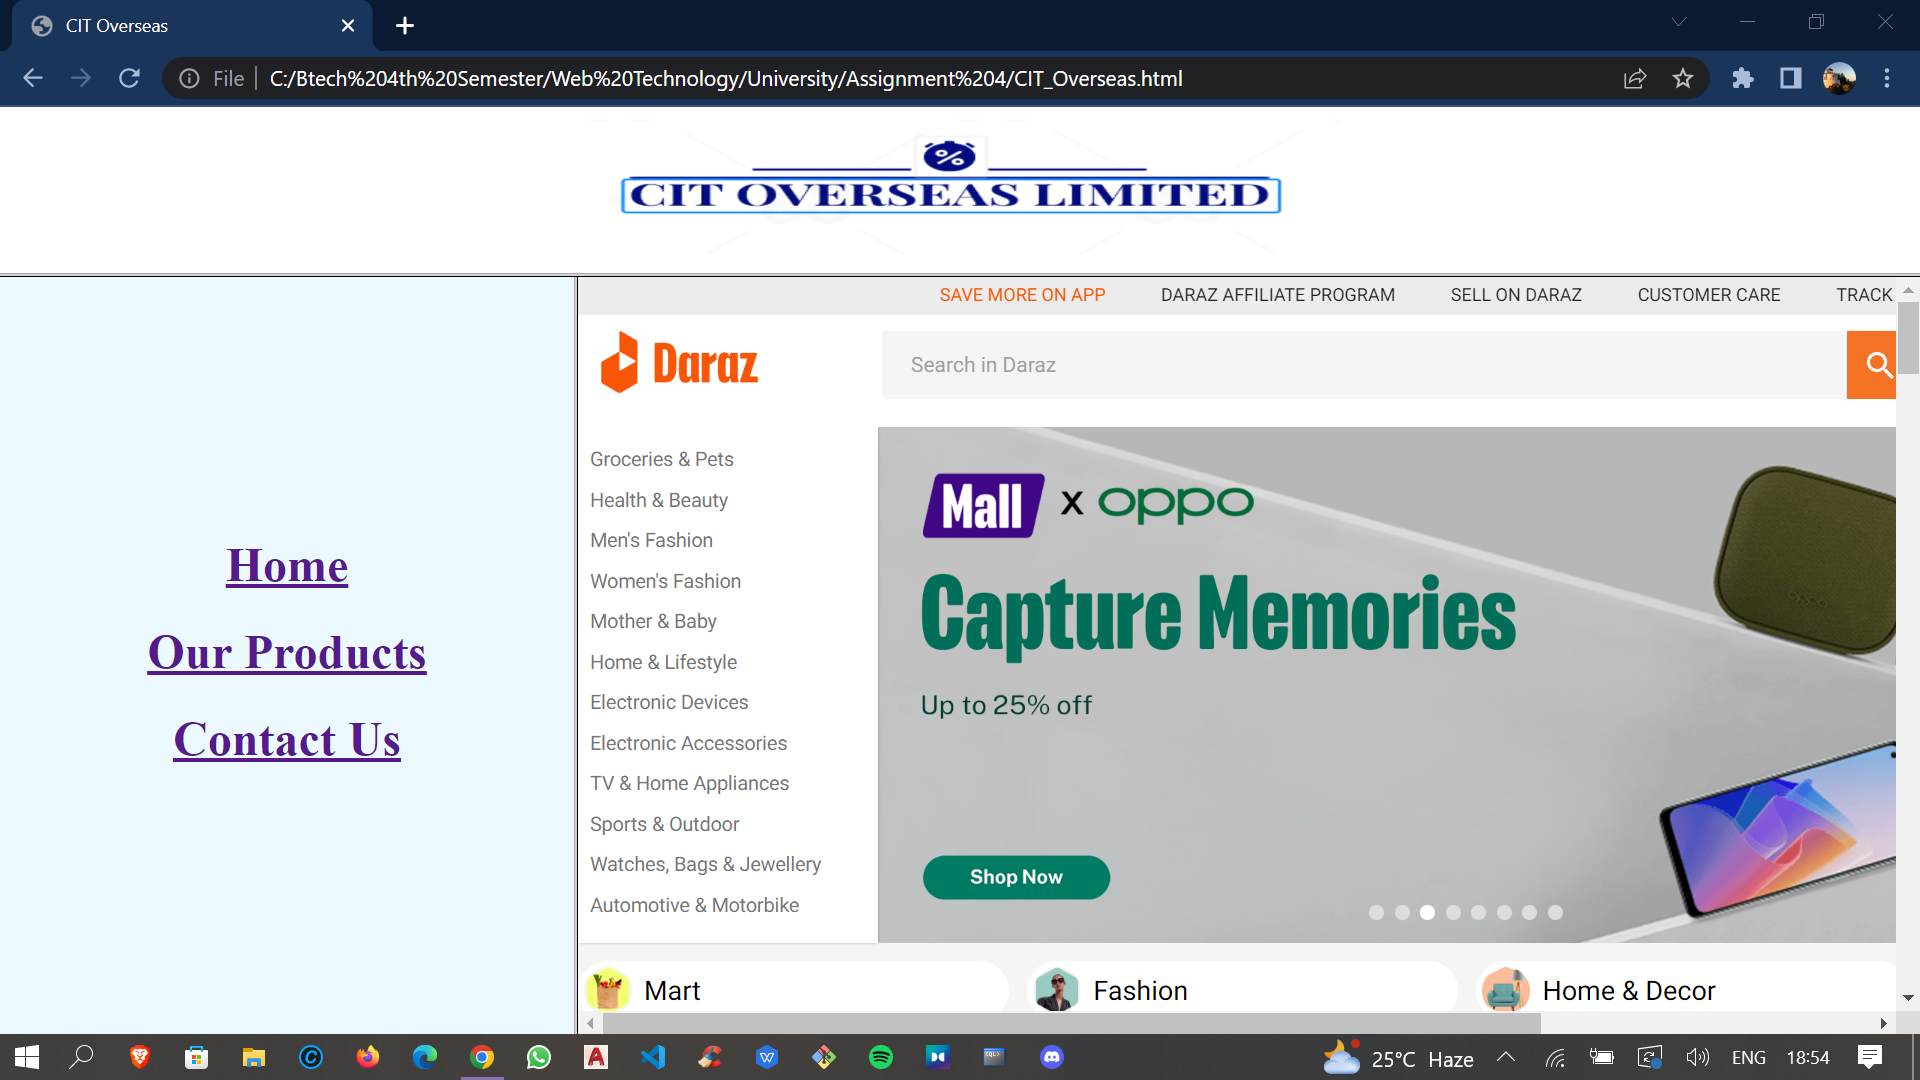 CIT Overseas
File
C:/Btech%204th%20Semester/Web%20Technology/University/Assignment%204/CIT_Overseas.html
%
CIT OVERSEAS LIMITED
Home
Our Products
Contact Us
SAVE MORE ON APP DARAZ AFFILIATE PROGRAM SELL ON DARAZ CUSTOMER CARE TRACK
Daraz
Search in Daraz
Groceries & Pets
Health & Beauty
Men's Fashion
Women's Fashion
Mother & Baby
Home & Lifestyle
Electronic Devices
Electronic Accessories
TV & Home Appliances
Sports & Outdoor
Watches, Bags & Jewellery
Automotive & Motorbike
Mall x oppo
Capture Memories
Up to 25% off
Shop Now
oppo
Mart
Fashion
Home & Decor
25°C Haze
ENG
18:54